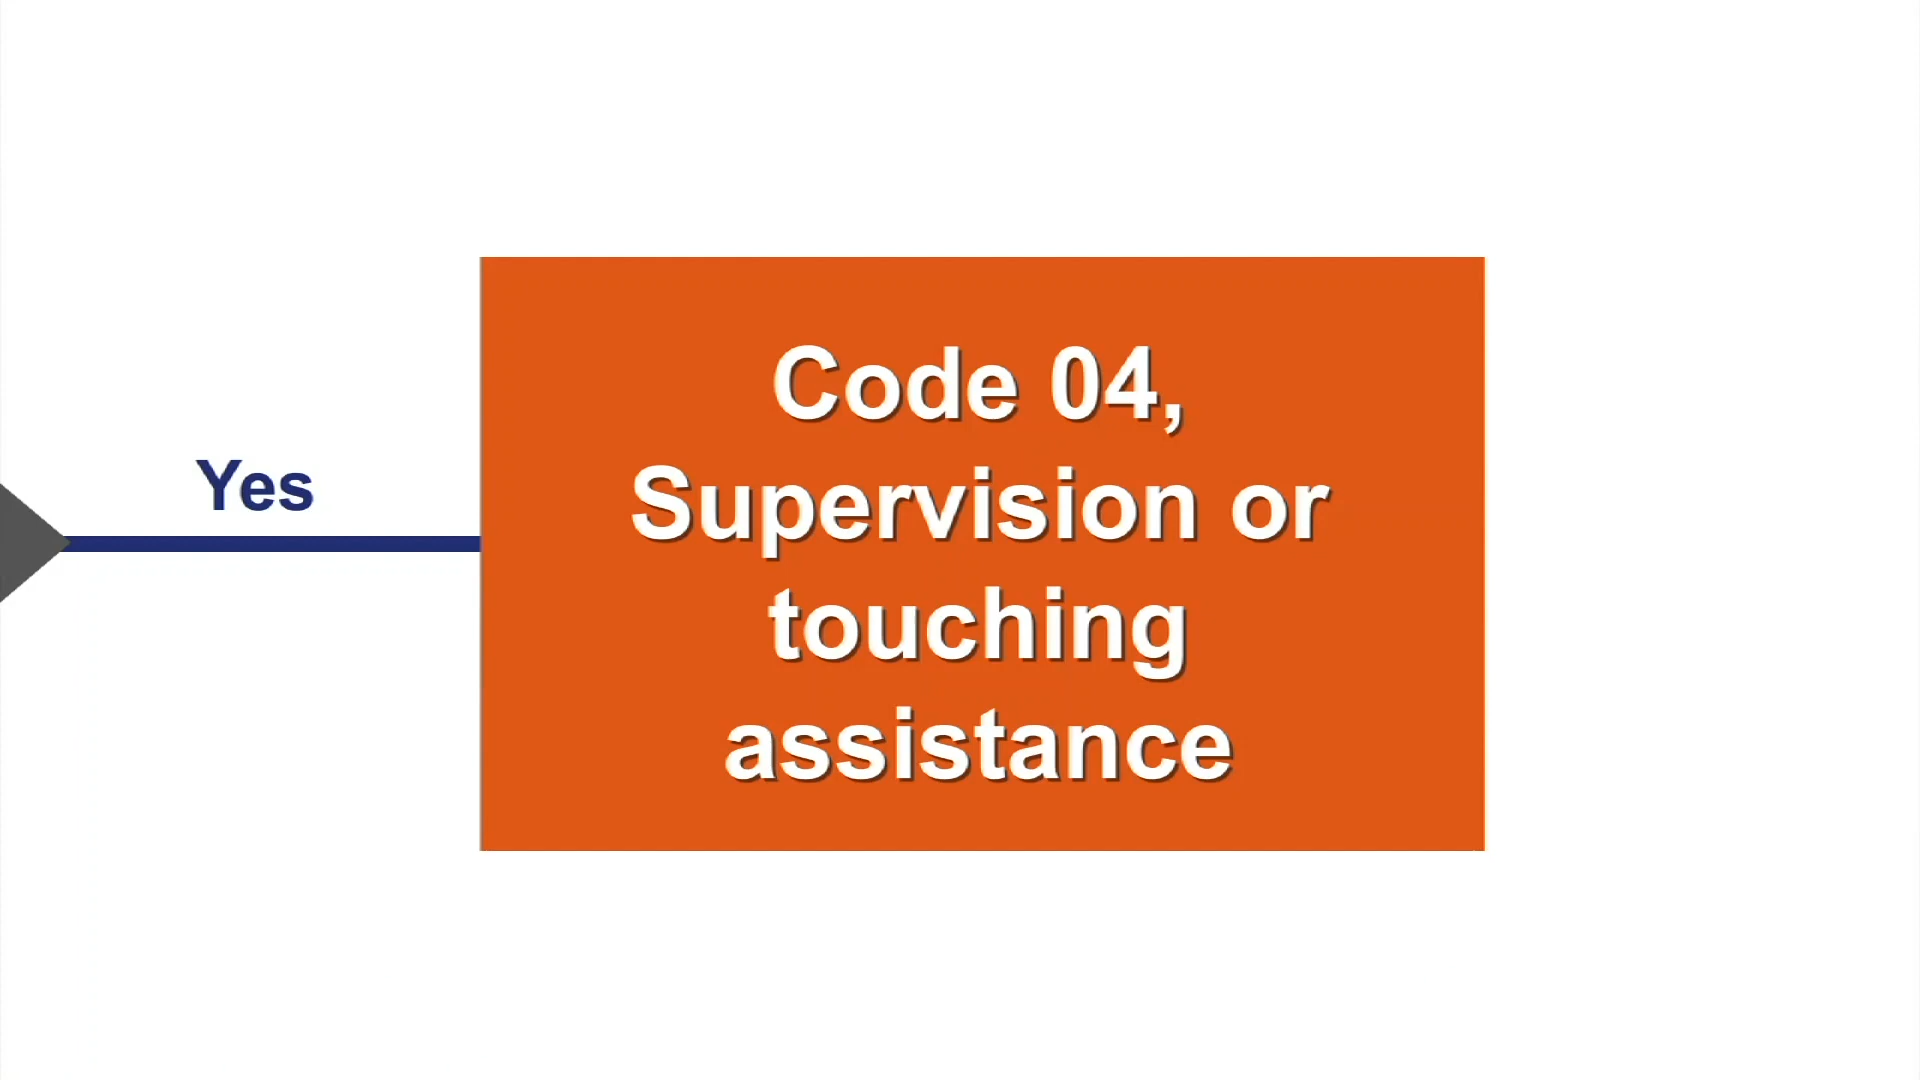 Yes
Code 04,
Supervision or
touching
assistance